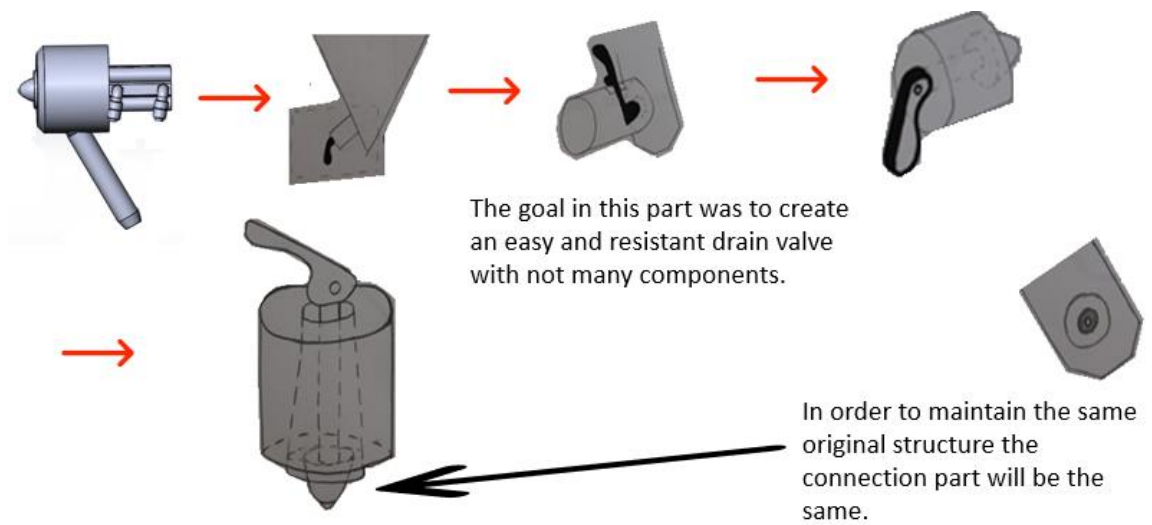 The goal in this part was to create
an easy and resistant drain valve
with not many components.
In order to maintain the same
original structure the
connection part will be the
same.